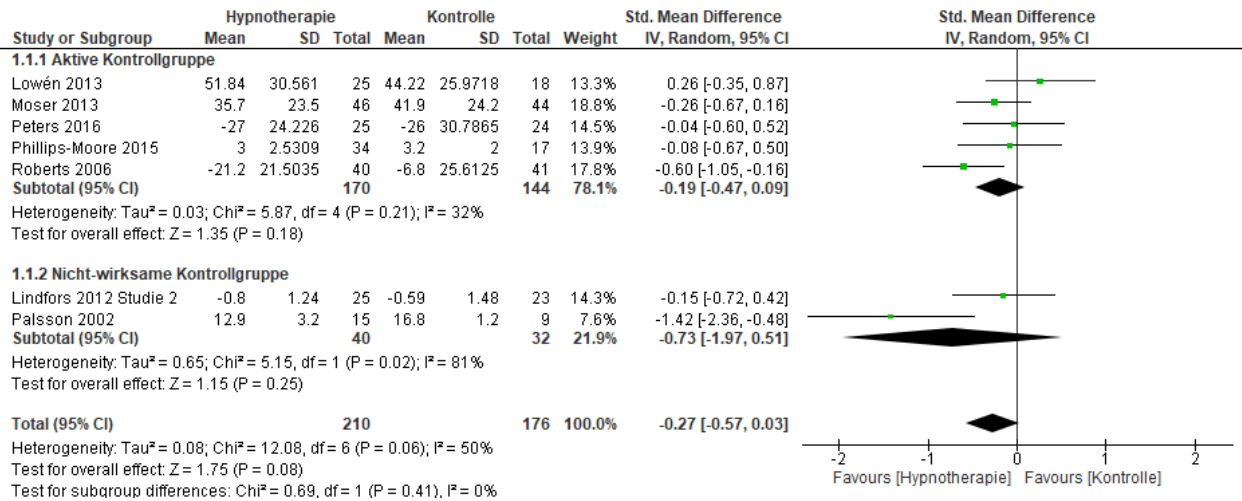 Hypnotherapie Kontrolle Std. Mean Difference Std. Mean Difference
Study or Subgroup Mean SD Total Mean SD Total Weight IV, Random, 95% CI IV, Random, 95% CI
1.1.1 Aktive Kontrollgruppe
Lowén 2013 51.84 30.561 25 44.22 25.9718 18 13.3% 0.26 [-0.35, 0.87]
Moser 2013 35.7 23.5 46 41.9 24.2 44 18.8% -0.26 [-0.67, 0.16]
Peters 2016 -27 24.226 25 -26 30.7865 24 14.5% -0.04 [-0.60, 0.52]
Phillips-Moore 2015 3 2.5309 34 3.2 2 17 13.9% -0.08 [-0.67, 0.50]
Roberts 2006 -21.2 21.5035 40 -6.8 25.6125 41 17.8% -0.60 [-1.05, -0.16]
Subtotal (95% CI) 170 144 78.1% -0.19 [-0.47, 0.09]
Heterogeneity: Tau² = 0.03; Chi² = 5.87, df = 4 (P = 0.21); I² = 32%
Test for overall effect: Z = 1.35 (P = 0.18)
1.1.2 Nicht-wirksame Kontrollgruppe
Lindfors 2012 Studie 2 -0.8 1.24 25 -0.59 1.48 23 14.3% -0.15 [-0.72, 0.42]
Palsson 2002 12.9 3.2 15 16.8 1.2 9 7.6% -1.42 [-2.36, -0.48]
Subtotal (95% CI) 40 32 21.9% -0.73 [-1.97, 0.51]
Heterogeneity: Tau² = 0.65; Chi² = 5.15, df = 1 (P = 0.02); I² = 81%
Test for overall effect: Z = 1.15 (P = 0.25)
Total (95% CI) 210 176 100.0% -0.27 [-0.57, 0.03]
Heterogeneity: Tau² = 0.08; Chi² = 12.08, df = 6 (P = 0.06); I² = 50%
Test for overall effect: Z = 1.75 (P = 0.08)
Test for subgroup differences: Chi² = 0.69, df = 1 (P = 0.41), I² = 0%
-2 -1 0 1 2
Favours [Hypnotherapie] Favours [Kontrolle]